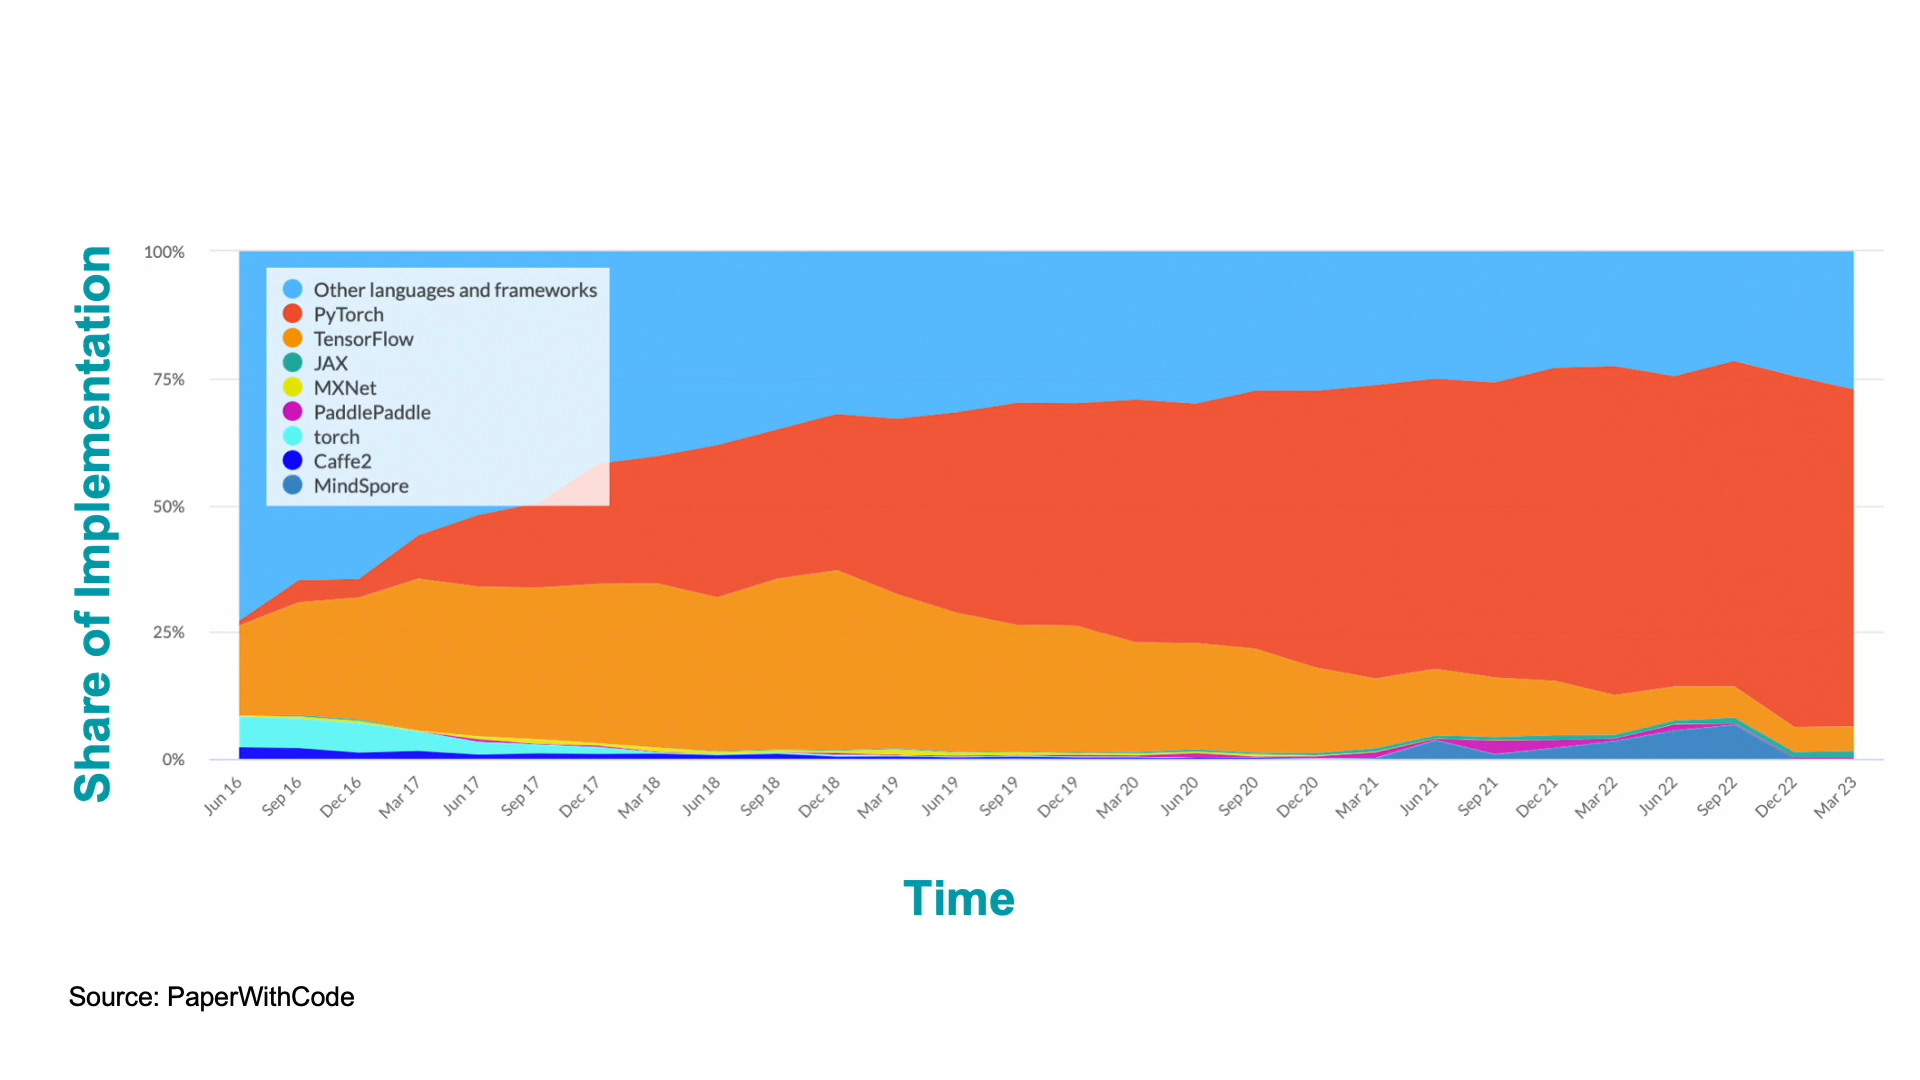 Share of Implementation
100%
75%
50%
25%
0%
Other languages and frameworks
PyTorch
TensorFlow
JAX
MXNet
PaddlePaddle
torch
Caffe2
MindSpore
Jun 16
Sep 16
Dec 16
Mar 17
Jun 17
Sep 17
Dec 17
Mar 18
Jun 18
Sep 18
Dec 18
Mar 19
Jun 19
Sep 19
Dec 19
Mar 20
Jun 20
Sep 20
Dec 20
Mar 21
Jun 21
Sep 21
Dec 21
Mar 22
Jun 22
Sep 22
Dec 22
Mar 23
Time
Source: PaperWithCode